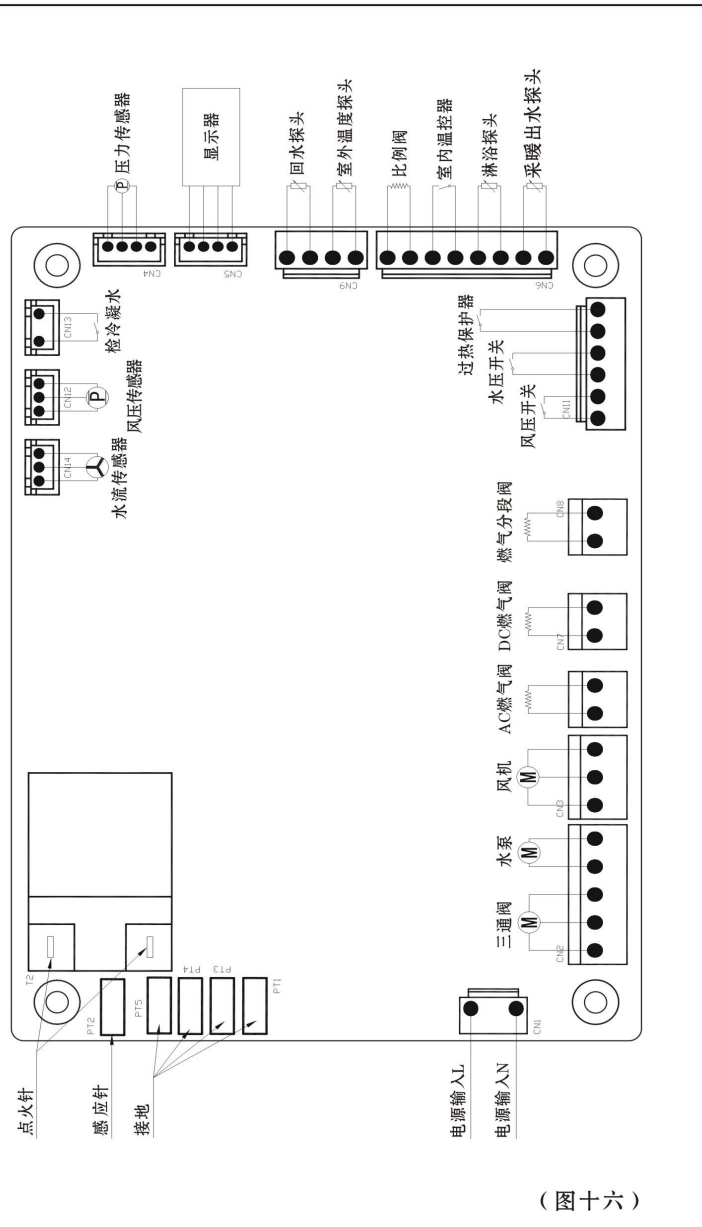 压力传感器
P
显示器
回水探头
室外温度探头
比例阀
室内温控器
淋浴探头
采暖出水探头
CN4
CN5
CN9
CN6
CN13
检冷凝水
CN12
P
风压传感器
CN14
水流传感器
过热保护器
水压开关
风压开关
CN11
燃气分段阀
CN8
DC燃气阀
CN7
AC燃气阀
风机
M
CN3
水泵
M
三通阀
M
CN2
T2
PT4
PT3
PT5
PT1
PT2
CN1
点火针
感应针
接地
电源输入L
电源输入N
（图十六）